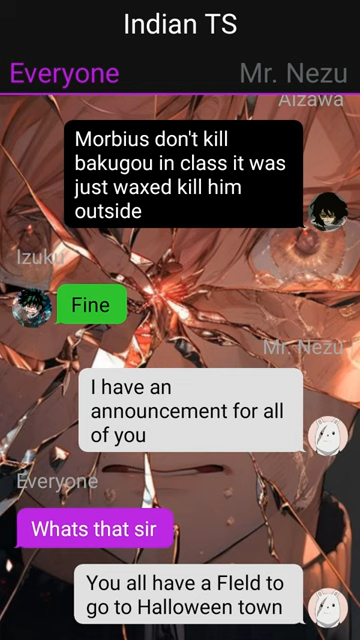 Indian TS
Everyone Mr. Nezu
Aizawa
Morbius don't kill
bakugou in class it was
just waxed kill him
outside
Izuku
Fine
Mr. Nezu
I have an
announcement for all
of you
Everyone
Whats that sir
You all have a FIeld to
go to Halloween town